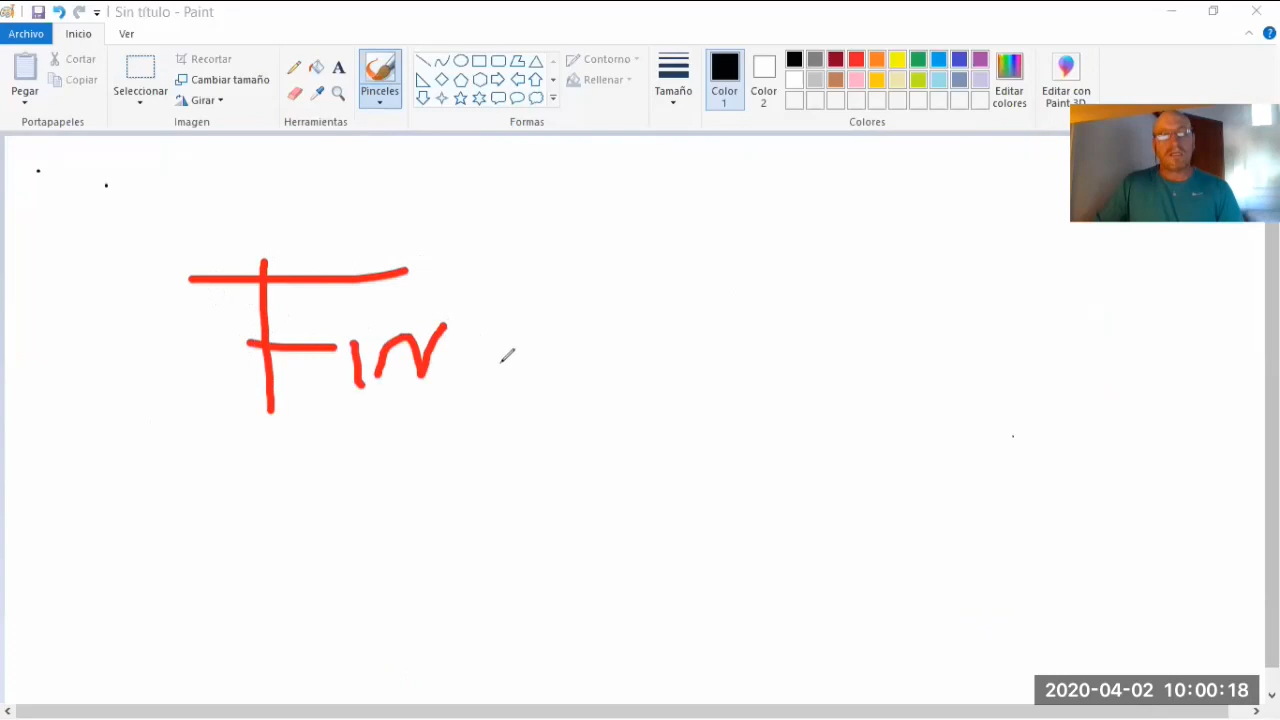 Sin título - Paint
Archivo Inicio Ver
Pegar
Cortar
Copiar
Portapapeles
Seleccionar
Recortar
Cambiar tamaño
Girar
Imagen
A
Herramientas
Pinceles
Contorno
Rellenar
Formas
Tamaño
Color 1
Color 2
Editar colores
Colores
Editar con Paint 3D
Fin
2020-04-02 10:00:18